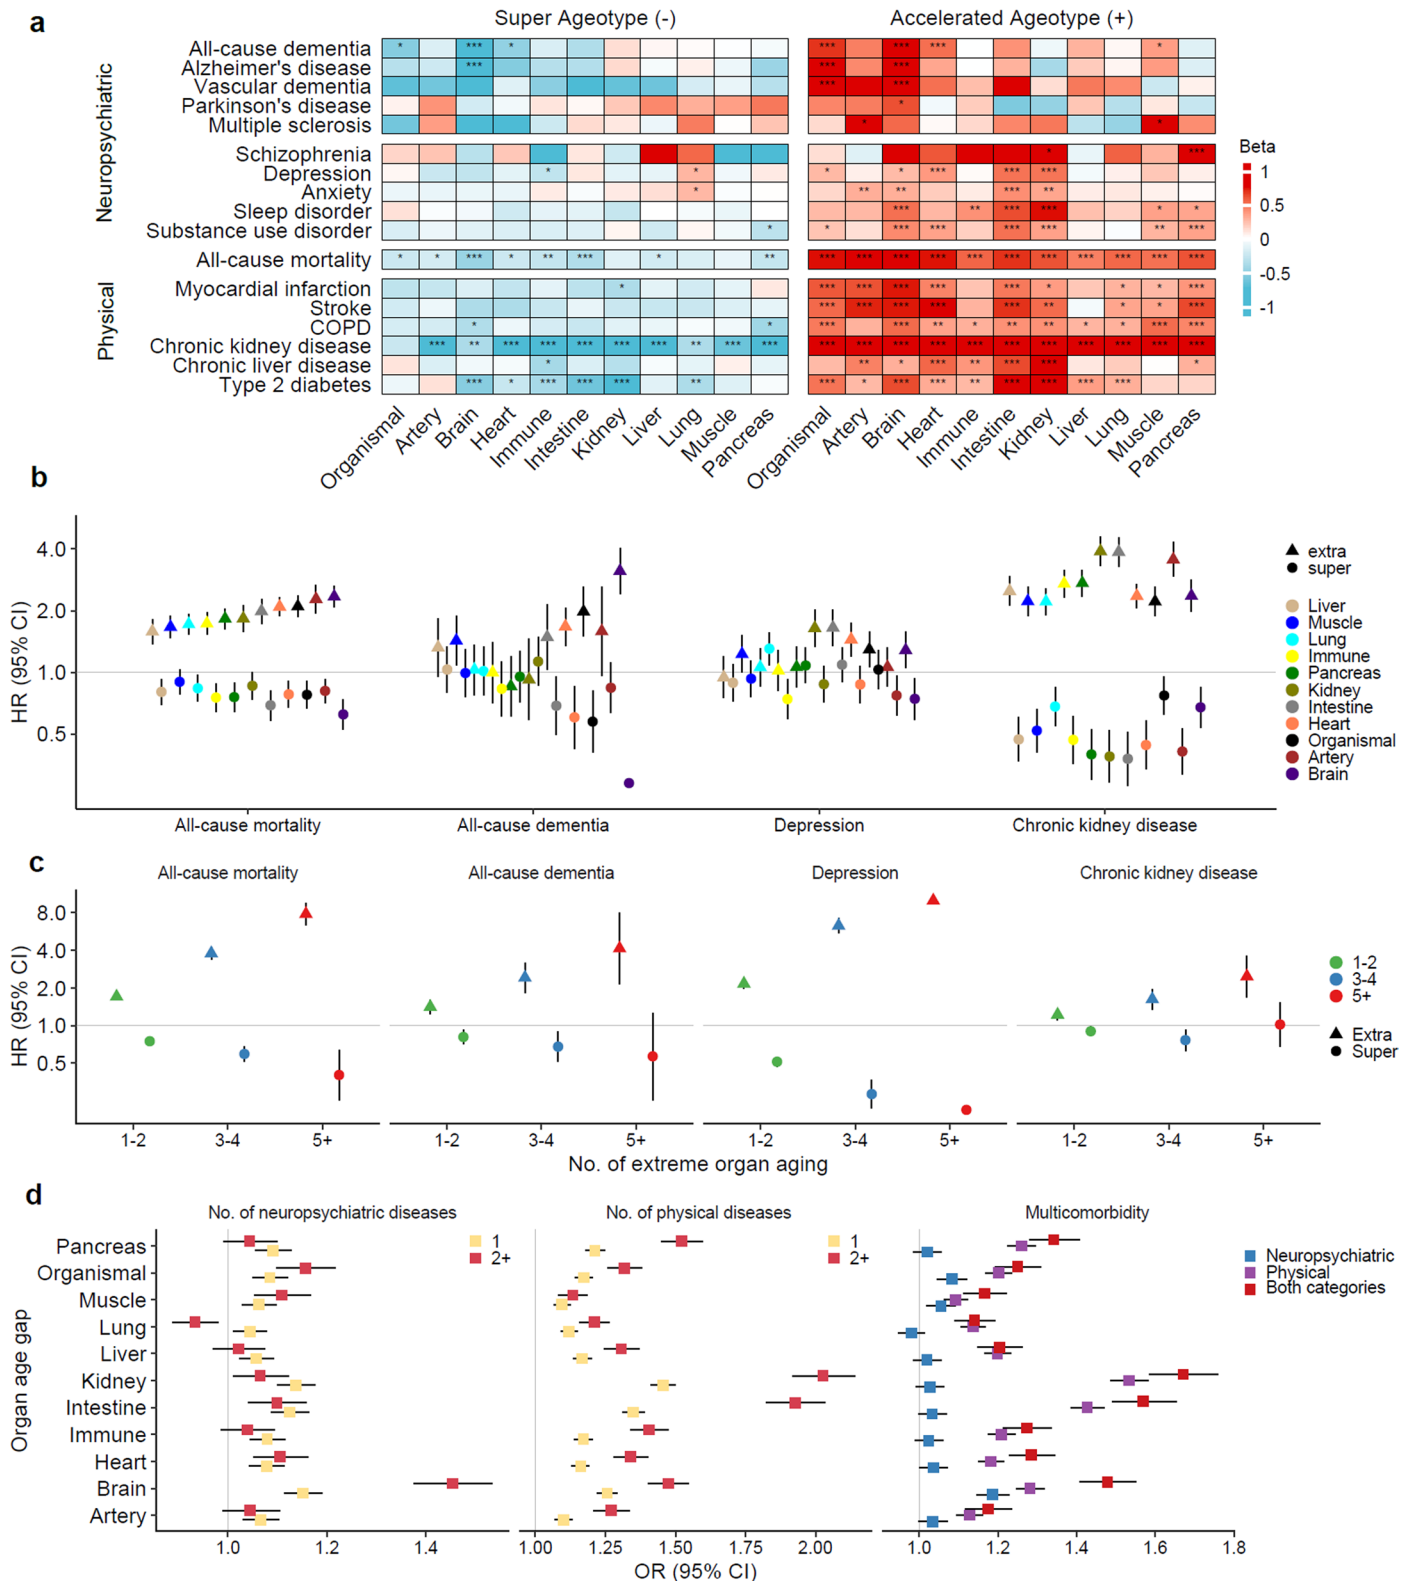 a
Super Ageotype (-)
Accelerated Ageotype (+)
Neuropsychiatric
All-cause dementia
Alzheimer's disease
Vascular dementia
Parkinson's disease
Multiple sclerosis
Schizophrenia
Depression
Anxiety
Sleep disorder
Substance use disorder
All-cause mortality
Physical
Myocardial infarction
Stroke
COPD
Chronic kidney disease
Chronic liver disease
Type 2 diabetes
Organismal
Artery
Brain
Heart
Immune
Intestine
Kidney
Liver
Lung
Muscle
Pancreas
Organismal
Artery
Brain
Heart
Immune
Intestine
Kidney
Liver
Lung
Muscle
Pancreas
Beta
1
0.5
0
-0.5
-1
b
HR (95% CI)
4.0
2.0
1.0
0.5
All-cause mortality
All-cause dementia
Depression
Chronic kidney disease
extra
super
Liver
Muscle
Lung
Immune
Pancreas
Kidney
Intestine
Heart
Organismal
Artery
Brain
c
All-cause mortality
All-cause dementia
Depression
Chronic kidney disease
HR (95% CI)
8.0
4.0
2.0
1.0
0.5
1-2
3-4
5+
1-2
3-4
5+
1-2
3-4
5+
1-2
3-4
5+
No. of extreme organ aging
1-2
3-4
5+
Extra
Super
d
No. of neuropsychiatric diseases
No. of physical diseases
Multicomorbidity
Organ age gap
Pancreas
Organismal
Muscle
Lung
Liver
Kidney
Intestine
Immune
Heart
Brain
Artery
1
2+
1
2+
Neuropsychiatric
Physical
Both categories
1.0
1.2
1.4
1.00
1.25
1.50
1.75
2.00
1.0
1.2
1.4
1.6
1.8
OR (95% CI)